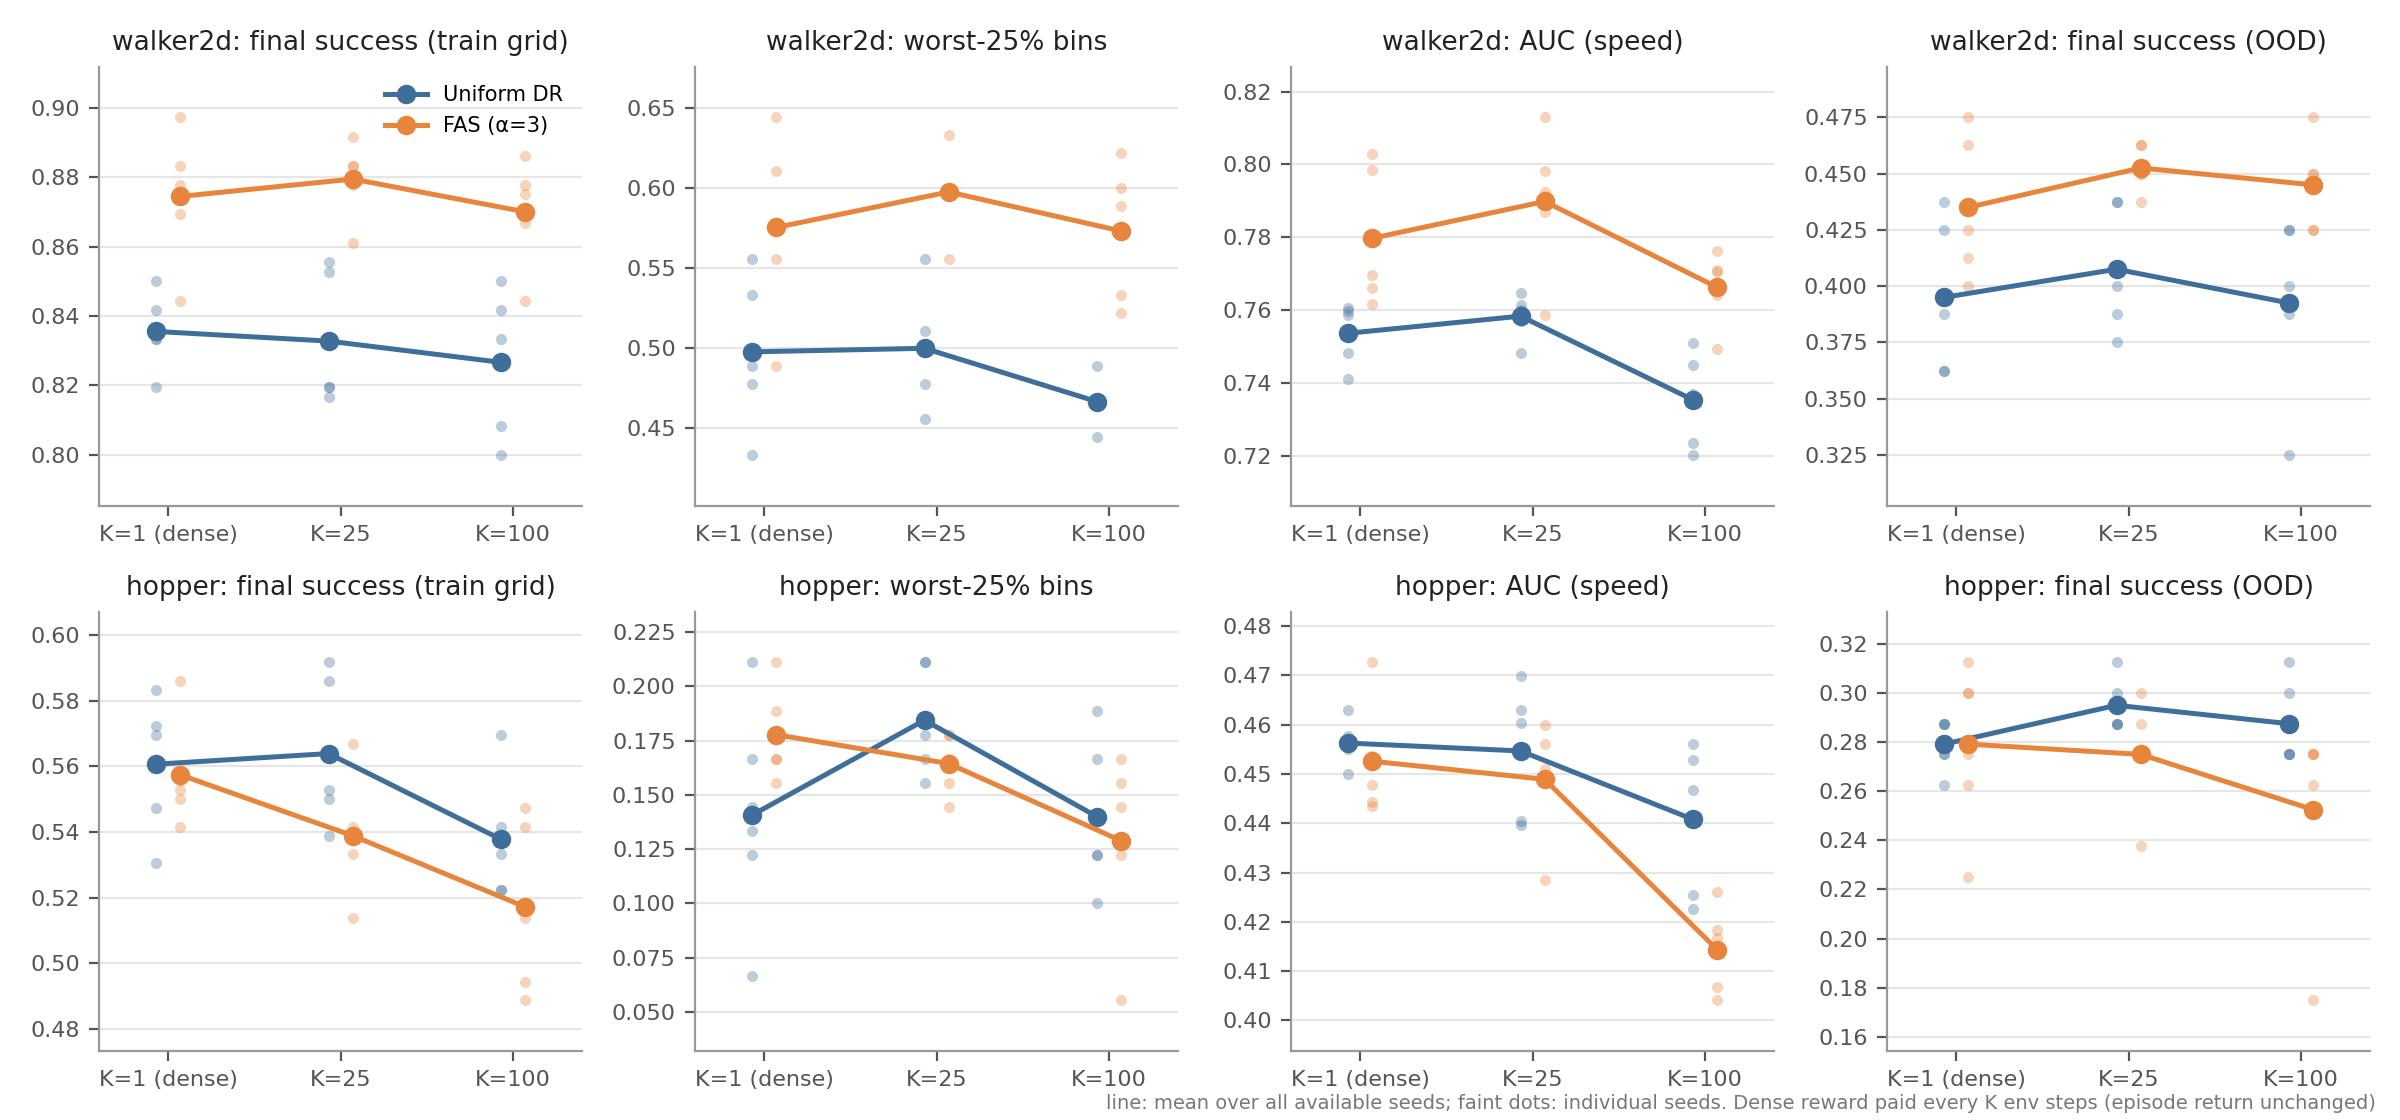 walker2d: final success (train grid)
0.90
0.88
0.86
0.84
0.82
0.80
K=1 (dense)
K=25
K=100
Uniform DR
FAS (α=3)
walker2d: worst-25% bins
0.65
0.60
0.55
0.50
0.45
K=1 (dense)
K=25
K=100
walker2d: AUC (speed)
0.82
0.80
0.78
0.76
0.74
0.72
K=1 (dense)
K=25
K=100
walker2d: final success (OOD)
0.475
0.450
0.425
0.400
0.375
0.350
0.325
K=1 (dense)
K=25
K=100
hopper: final success (train grid)
0.60
0.58
0.56
0.54
0.52
0.50
0.48
K=1 (dense)
K=25
K=100
hopper: worst-25% bins
0.225
0.200
0.175
0.150
0.125
0.100
0.075
0.050
K=1 (dense)
K=25
K=100
hopper: AUC (speed)
0.48
0.47
0.46
0.45
0.44
0.43
0.42
0.41
0.40
K=1 (dense)
K=25
K=100
hopper: final success (OOD)
0.32
0.30
0.28
0.26
0.24
0.22
0.20
0.18
0.16
K=1 (dense)
K=25
K=100
line: mean over all available seeds; faint dots: individual seeds. Dense reward paid every K env steps (episode return unchanged)